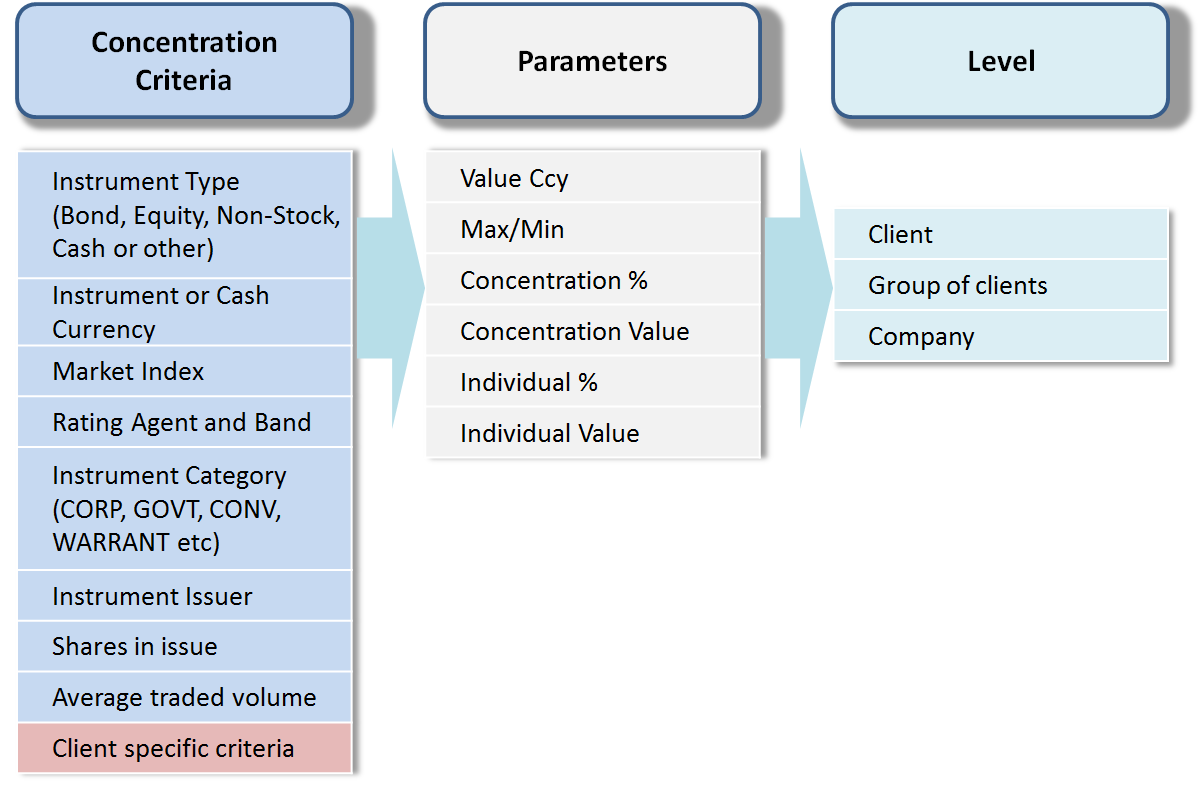 Concentration
Criteria
Parameters
Level
Instrument Type
(Bond, Equity, Non-Stock,
Cash or other)
Instrument or Cash
Currency
Market Index
Rating Agent and Band
Instrument Category
(CORP, GOVT, CONV,
WARRANT etc)
Instrument Issuer
Shares in issue
Average traded volume
Client specific criteria
Value Ccy
Max/Min
Concentration %
Concentration Value
Individual %
Individual Value
Client
Group of clients
Company